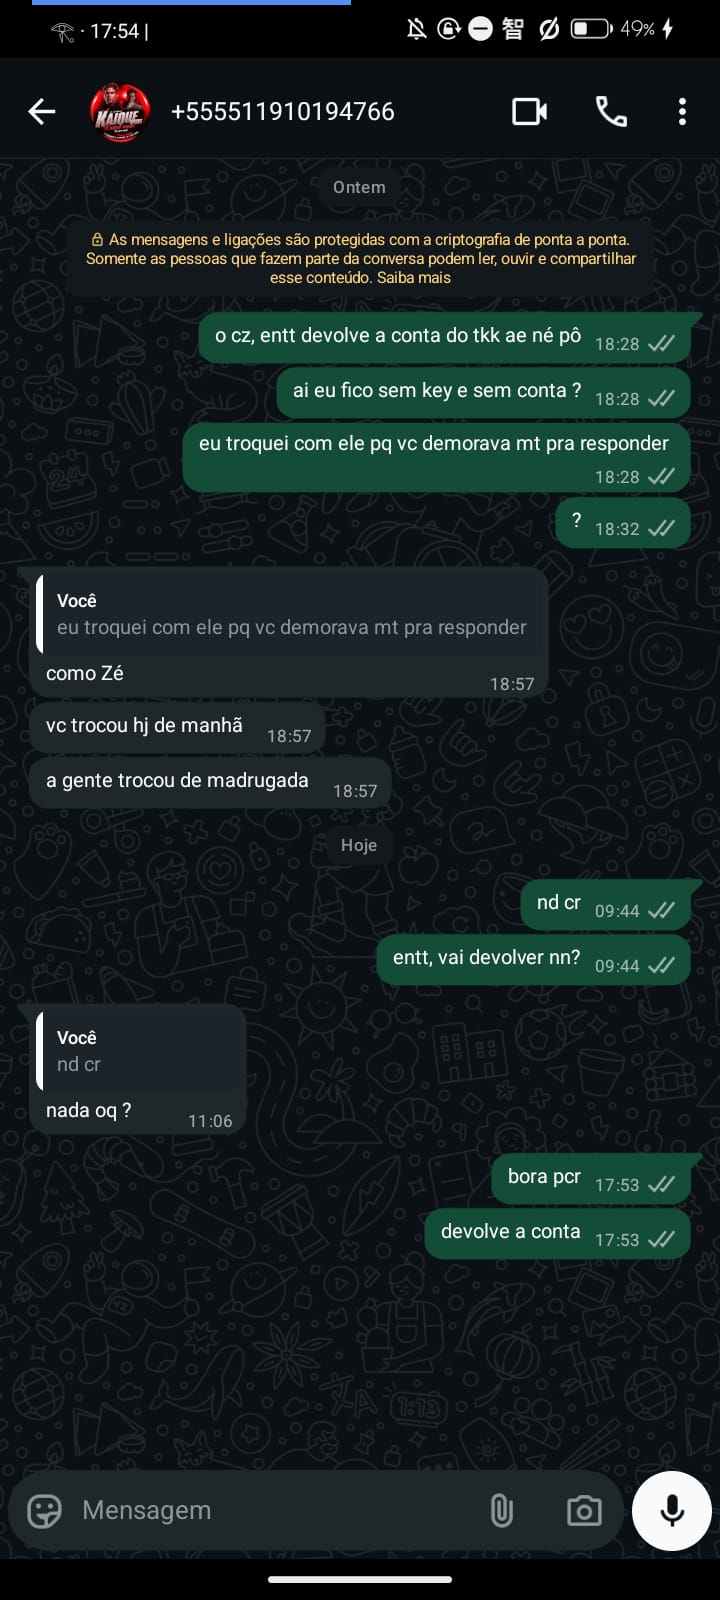 · 17:54 |
智 49%
KAIQUE
+555511910194766
Ontem
As mensagens e ligações são protegidas com a criptografia de ponta a ponta.
Somente as pessoas que fazem parte da conversa podem ler, ouvir e compartilhar
esse conteúdo. Saiba mais
o cz, entt devolve a conta do tkk ae né pô 18:28
ai eu fico sem key e sem conta ? 18:28
eu troquei com ele pq vc demorava mt pra responder
18:28
? 18:32
Você
eu troquei com ele pq vc demorava mt pra responder
como Zé
18:57
vc trocou hj de manhã 18:57
a gente trocou de madrugada 18:57
Hoje
nd cr 09:44
entt, vai devolver nn? 09:44
Você
nd cr
nada oq ? 11:06
bora pcr 17:53
devolve a conta 17:53
Mensagem